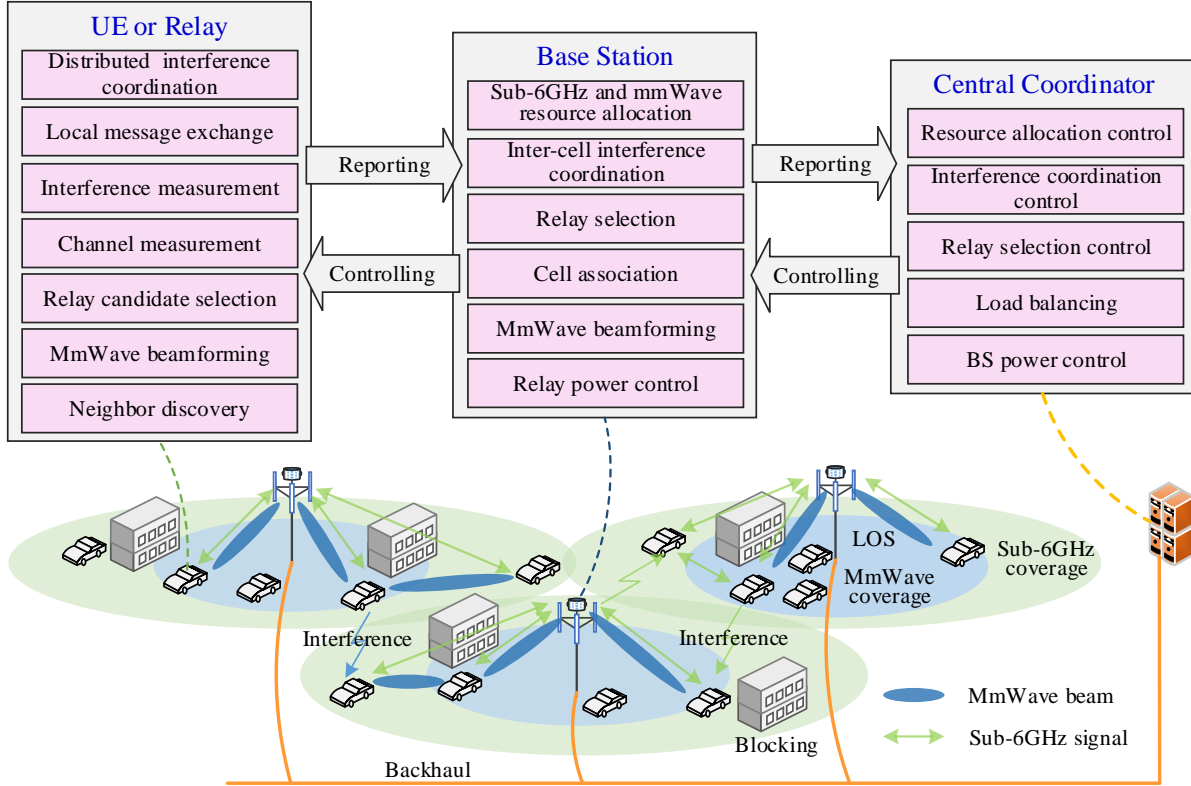 UE or Relay
Distributed interference
coordination
Local message exchange
Interference measurement
Channel measurement
Relay candidate selection
MmWave beamforming
Neighbor discovery
Reporting
Controlling
Base Station
Sub-6GHz and mmWave
resource allocation
Inter-cell interference
coordination
Relay selection
Cell association
MmWave beamforming
Relay power control
Reporting
Controlling
Central Coordinator
Resource allocation control
Interference coordination
control
Relay selection control
Load balancing
BS power control
LOS
MmWave
coverage
Sub-6GHz
coverage
Interference
Interference
Blocking
MmWave beam
Sub-6GHz signal
Backhaul